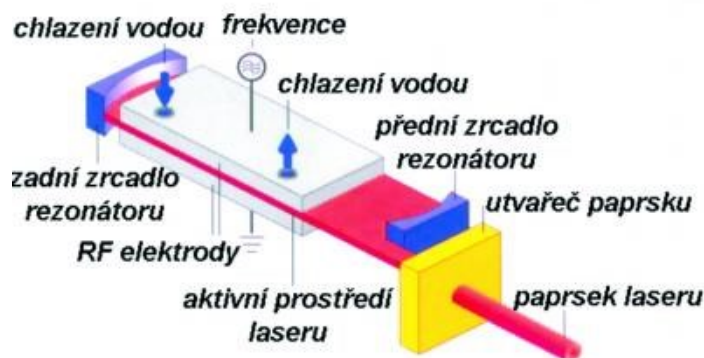 chlazení vodou
frekvence
chlazení vodou
přední zrcadlo
rezonátoru
zadní zrcadlo
rezonátoru
utvařeč paprsku
RF elektrody
aktivní prostředí
laseru
paprsek laseru